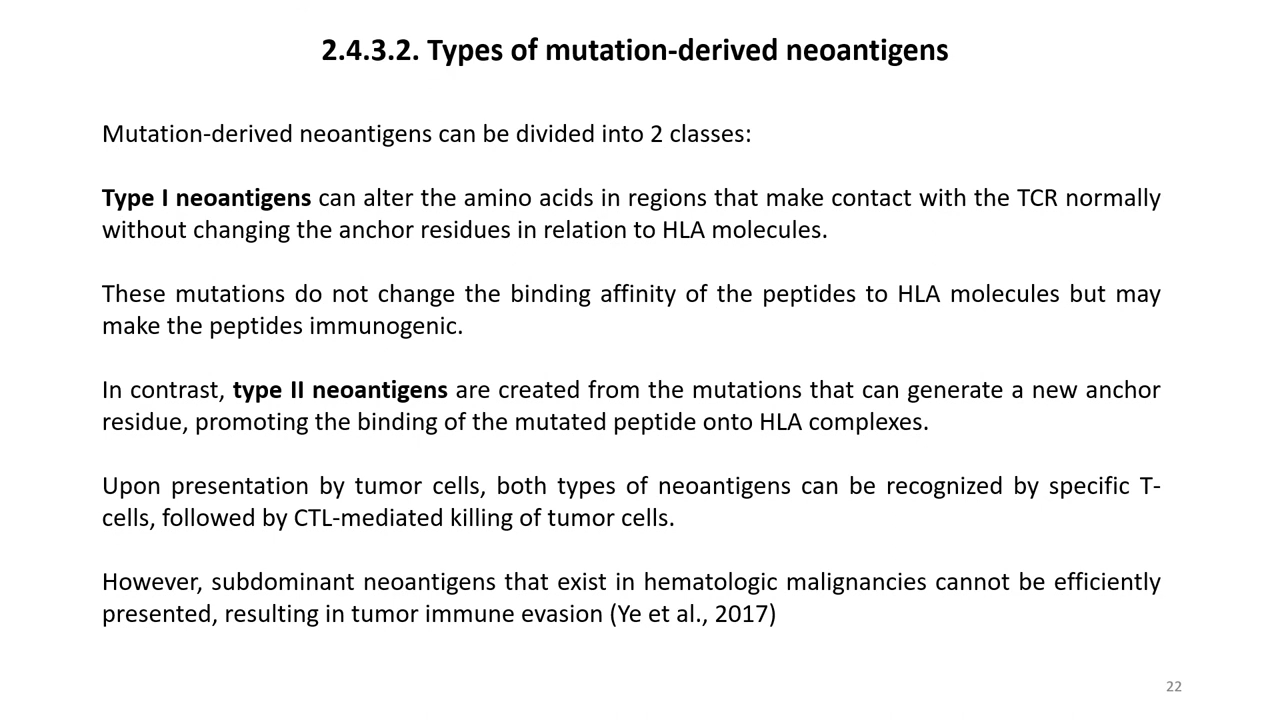 2.4.3.2. Types of mutation-derived neoantigens
Mutation-derived neoantigens can be divided into 2 classes:
Type I neoantigens can alter the amino acids in regions that make contact with the TCR normally
without changing the anchor residues in relation to HLA molecules.
These mutations do not change the binding affinity of the peptides to HLA molecules but may
make the peptides immunogenic.
In contrast, type II neoantigens are created from the mutations that can generate a new anchor
residue, promoting the binding of the mutated peptide onto HLA complexes.
Upon presentation by tumor cells, both types of neoantigens can be recognized by specific T-
cells, followed by CTL-mediated killing of tumor cells.
However, subdominant neoantigens that exist in hematologic malignancies cannot be efficiently
presented, resulting in tumor immune evasion (Ye et al., 2017)
22